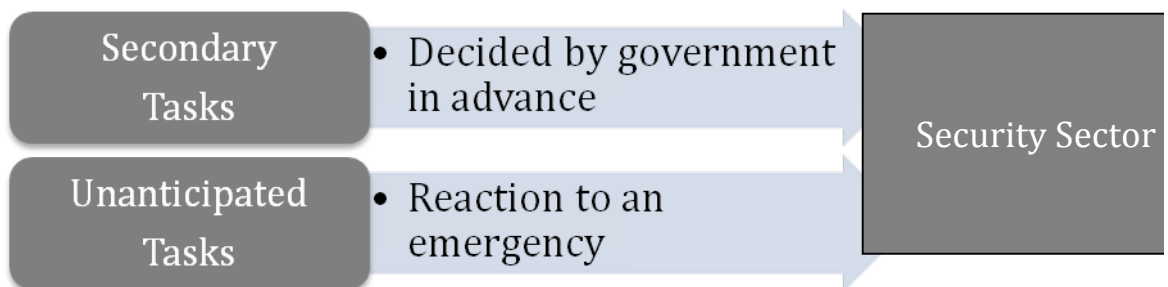 Secondary
Tasks
• Decided by government
in advance
Unanticipated
Tasks
• Reaction to an
emergency
Security Sector